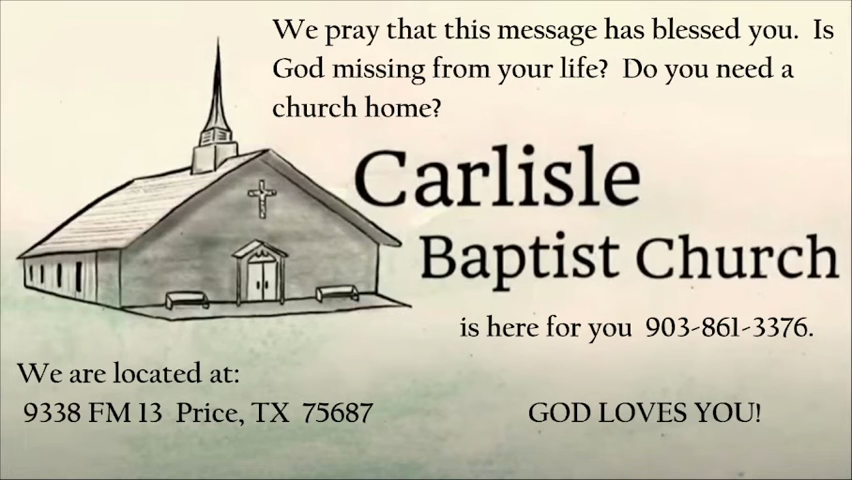 We pray that this message has blessed you. Is
God missing from your life? Do you need a
church home?
Carlisle
Baptist Church
is here for you 903-861-3376.
We are located at:
9338 FM 13 Price, TX 75687
GOD LOVES YOU!